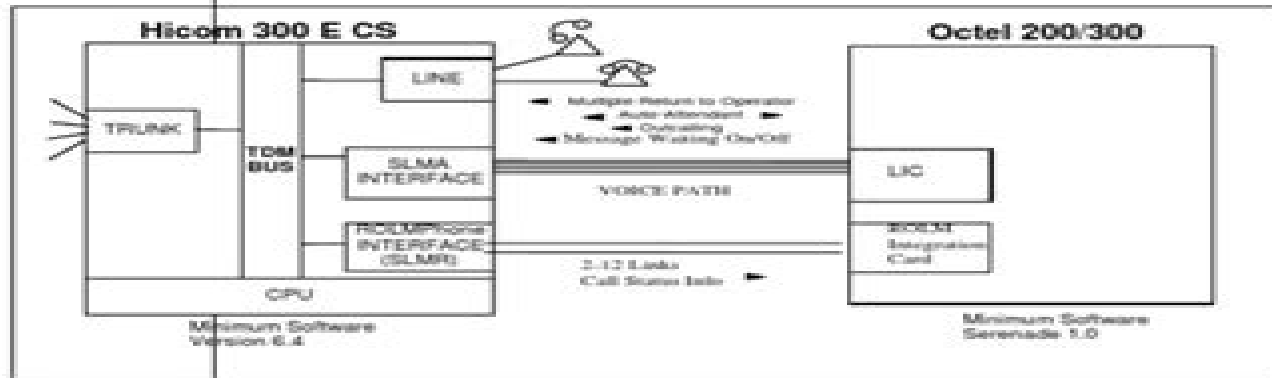 Hicom 300 E CS
Octel 200/300
LINE
TRUNK
TDM
BUS
Multiple Return to Operator
Auto Attendant
Outcalling
Message Waiting On/Off
SLMA
INTERFACE
VOICE PATH
LIC
ROLMPhone
INTERFACE
(SLMR)
ROLM
Integration
Card
2-12 Links
Call Status Info
CPU
Minimum Software
Version 6.4
Minimum Software
Serenade 1.0